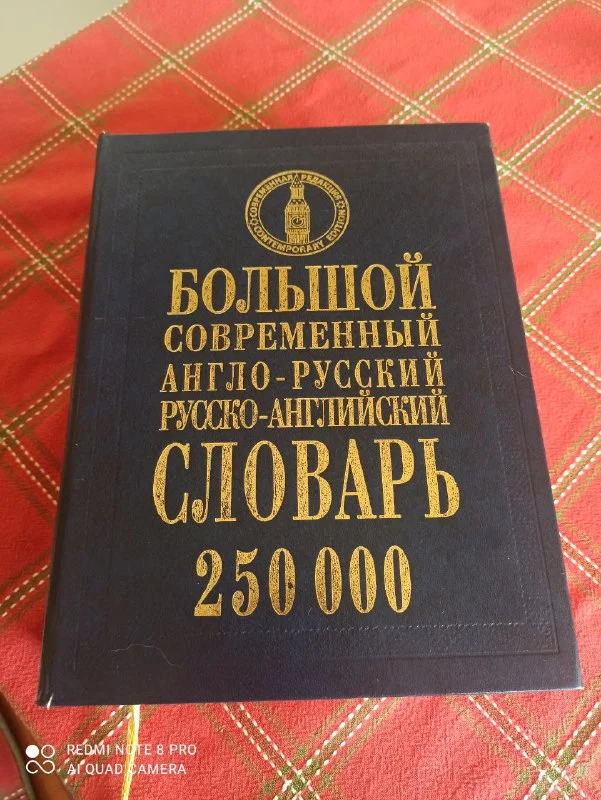 СОВРЕМЕННАЯ РЕДАКЦИЯ
CONTEMPORARY EDITION
БОЛЬШОЙ
СОВРЕМЕННЫЙ
АНГЛО-РУССКИЙ
РУССКО-АНГЛИЙСКИЙ
СЛОВАРЬ
250 000
REDMI NOTE 8 PRO
AI QUAD CAMERA